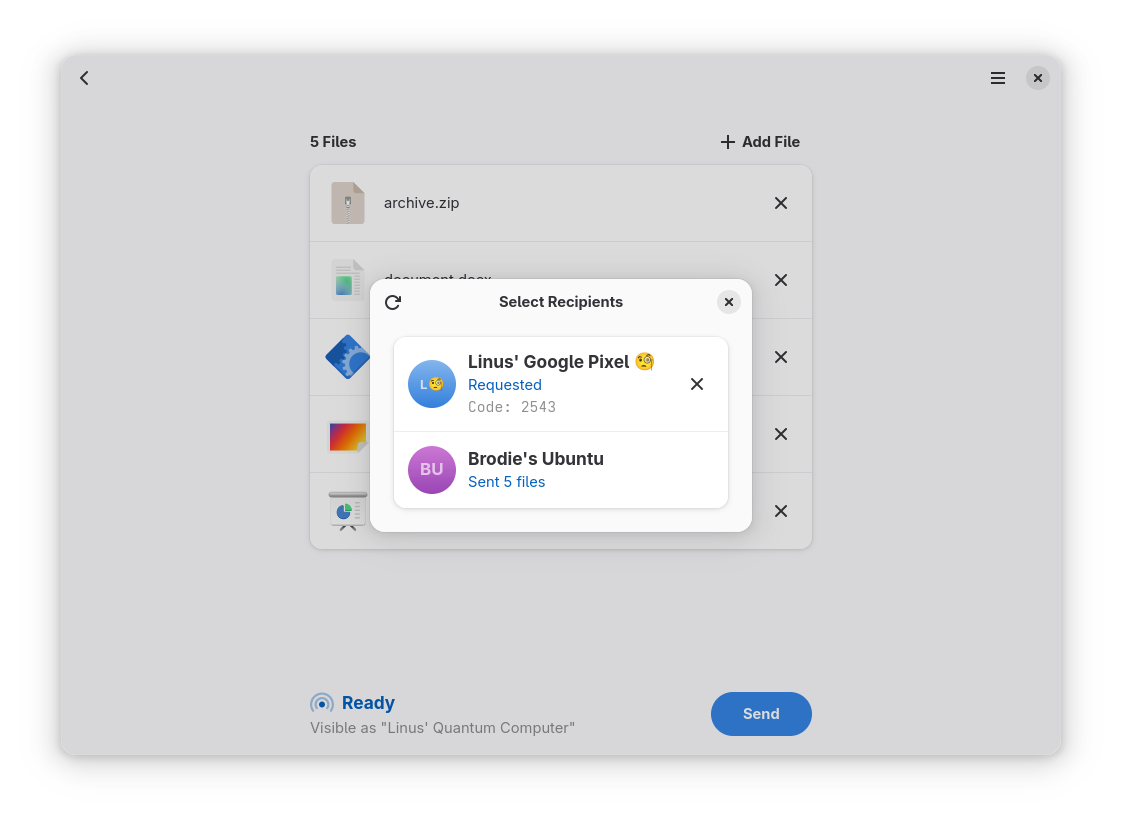 5 Files
Add File
archive.zip
document.docx
Select Recipients
L🧐
Linus' Google Pixel 🧐
Requested
Code: 2543
BU
Brodie's Ubuntu
Sent 5 files
Ready
Visible as "Linus' Quantum Computer"
Send